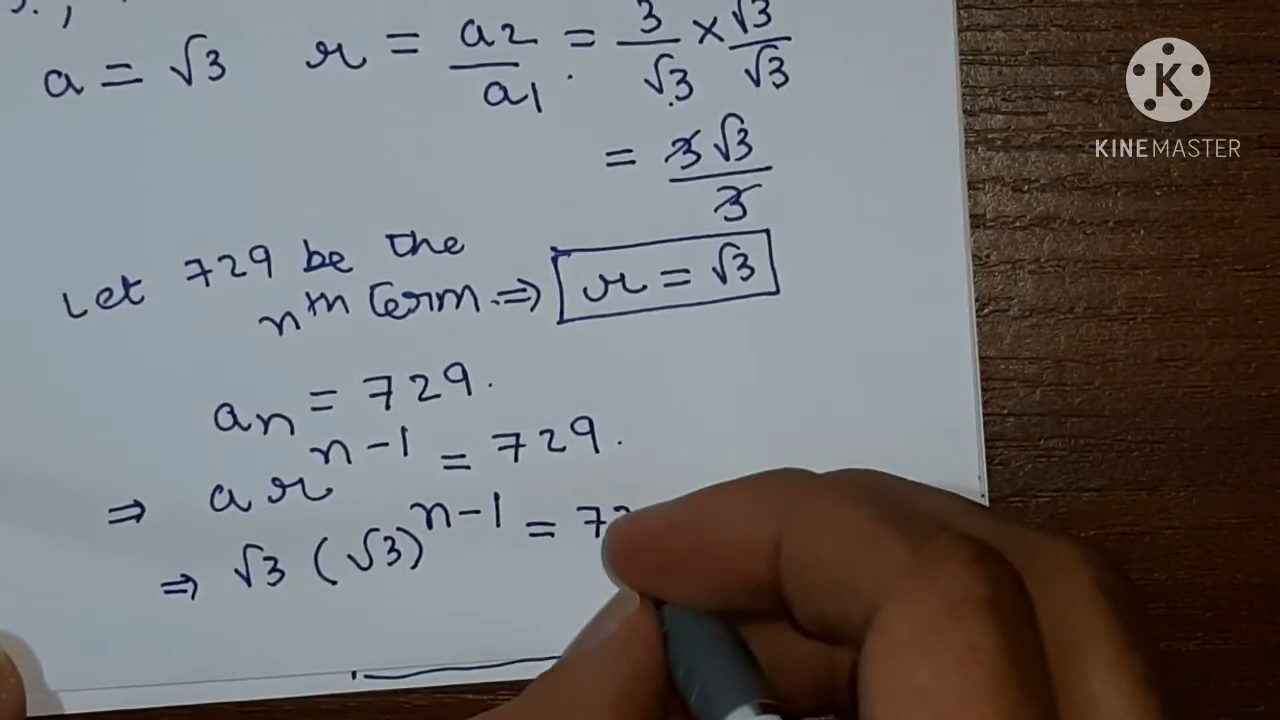 a = √3 r = a2/a1 = 3/√3 × √3/√3
= 3√3/3
Let 729 be the
nth term. ⇒ r = √3
an = 729.
⇒ ar^n-1 = 729.
⇒ √3 (√3)^n-1 = 72
K
KINEMASTER